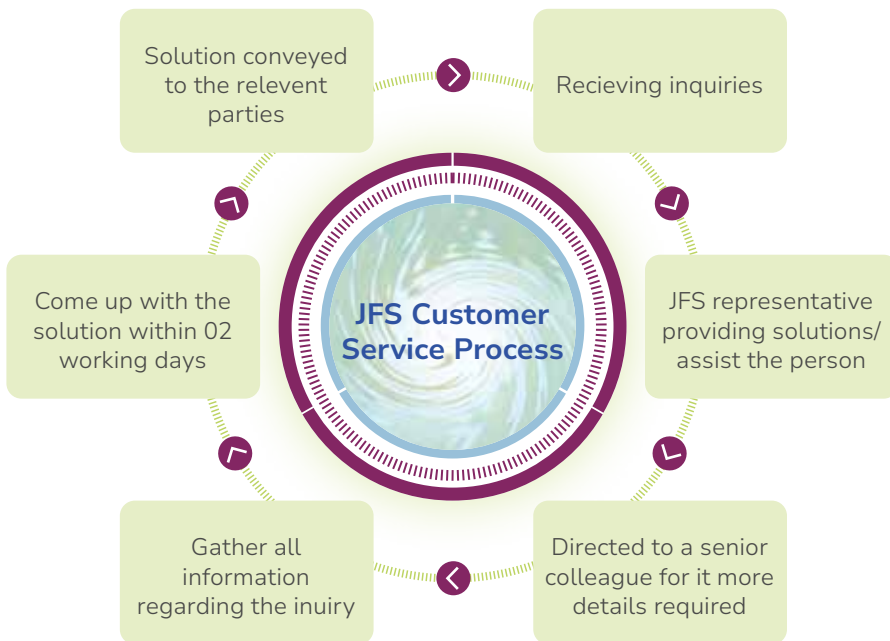 Solution conveyed
to the relevent
parties
Recieving inquiries
Come up with the
solution within 02
working days
JFS Customer
Service Process
JFS representative
providing solutions/
assist the person
Gather all
information
regarding the inuiry
Directed to a senior
colleague for it more
details required